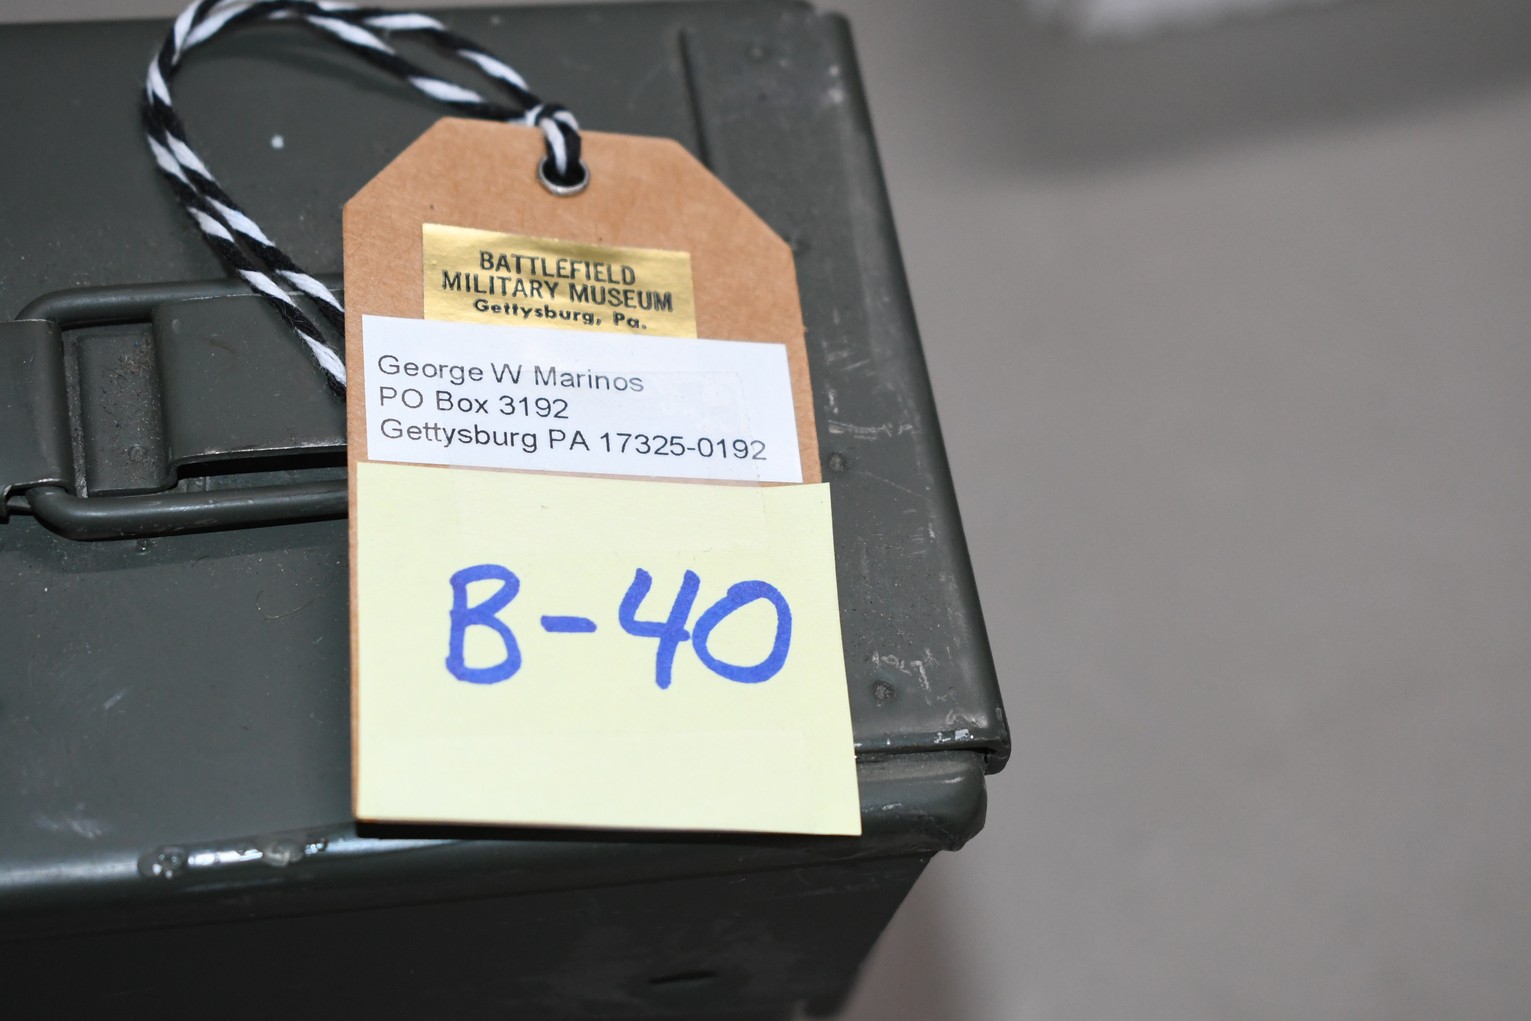 BATTLEFIELD
MILITARY MUSEUM
Gettysburg, Pa.
George W Marinos
PO Box 3192
Gettysburg PA 17325-0192
B-40